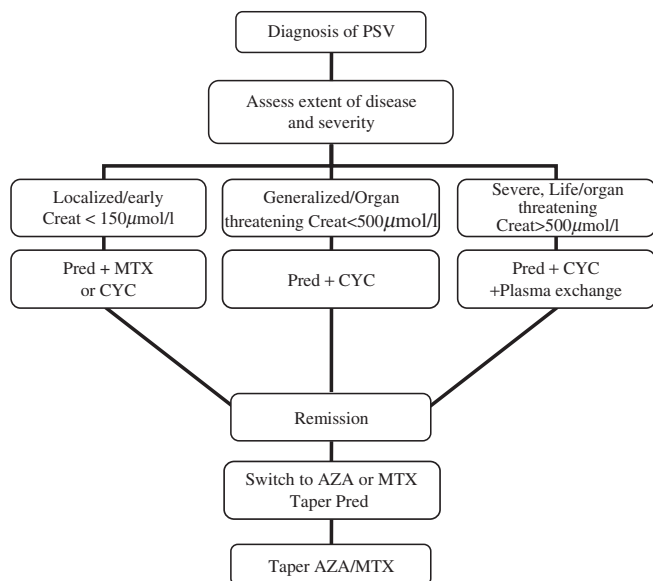 Diagnosis of PSV
Assess extent of disease
and severity
Localized/early
Creat < 150μmol/l
Generalized/Organ
threatening Creat<500μmol/l
Severe, Life/organ
threatening
Creat>500μmol/l
Pred + MTX
or CYC
Pred + CYC
Pred + CYC
+Plasma exchange
Remission
Switch to AZA or MTX
Taper Pred
Taper AZA/MTX